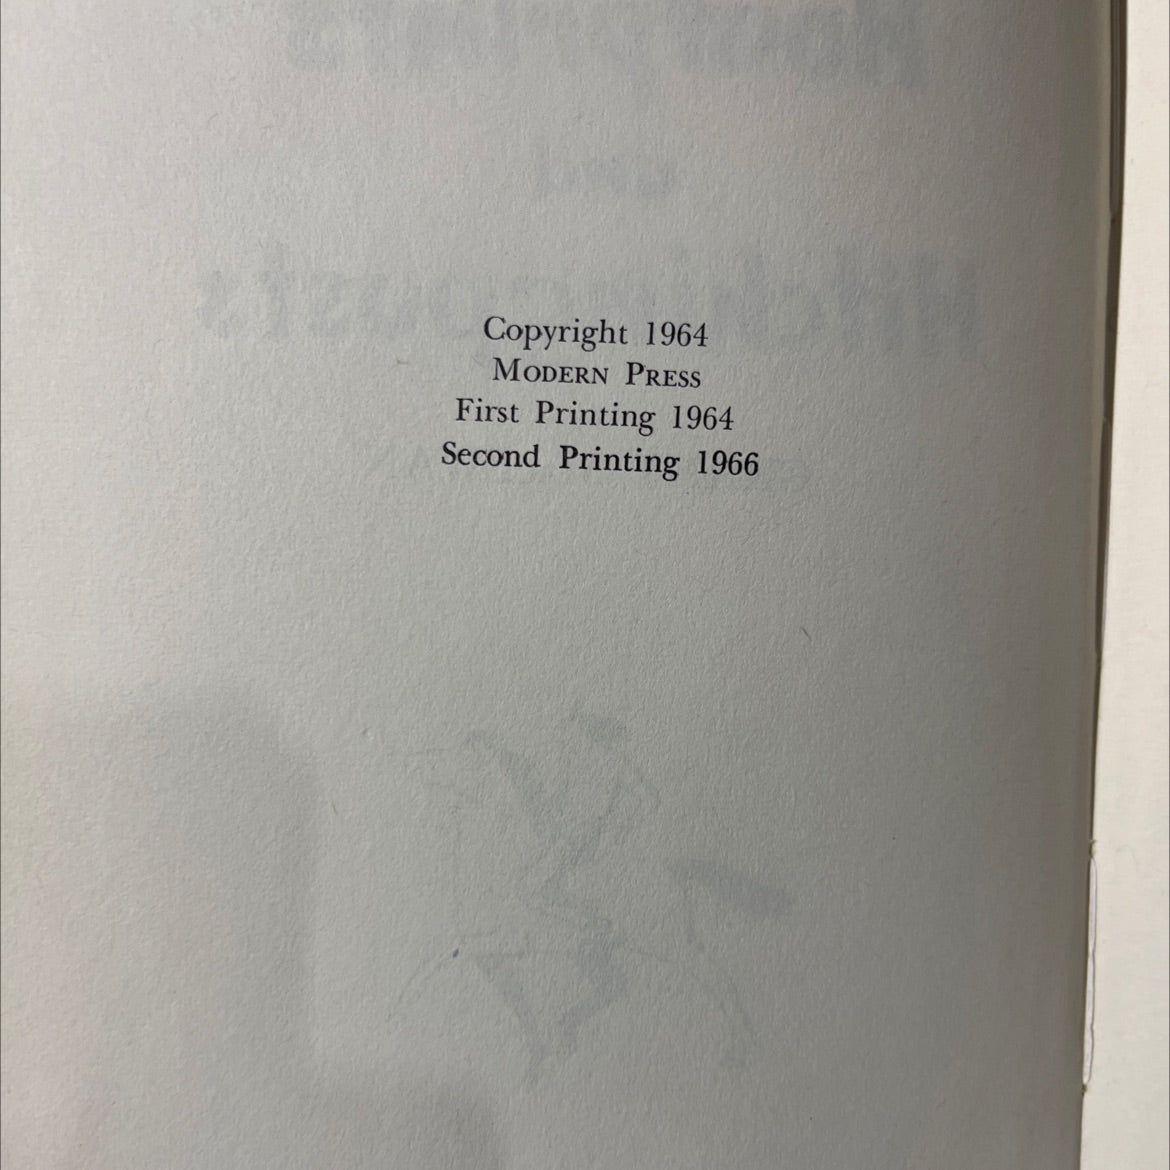 Copyright 1964
MODERN PRESS
First Printing 1964
Second Printing 1966